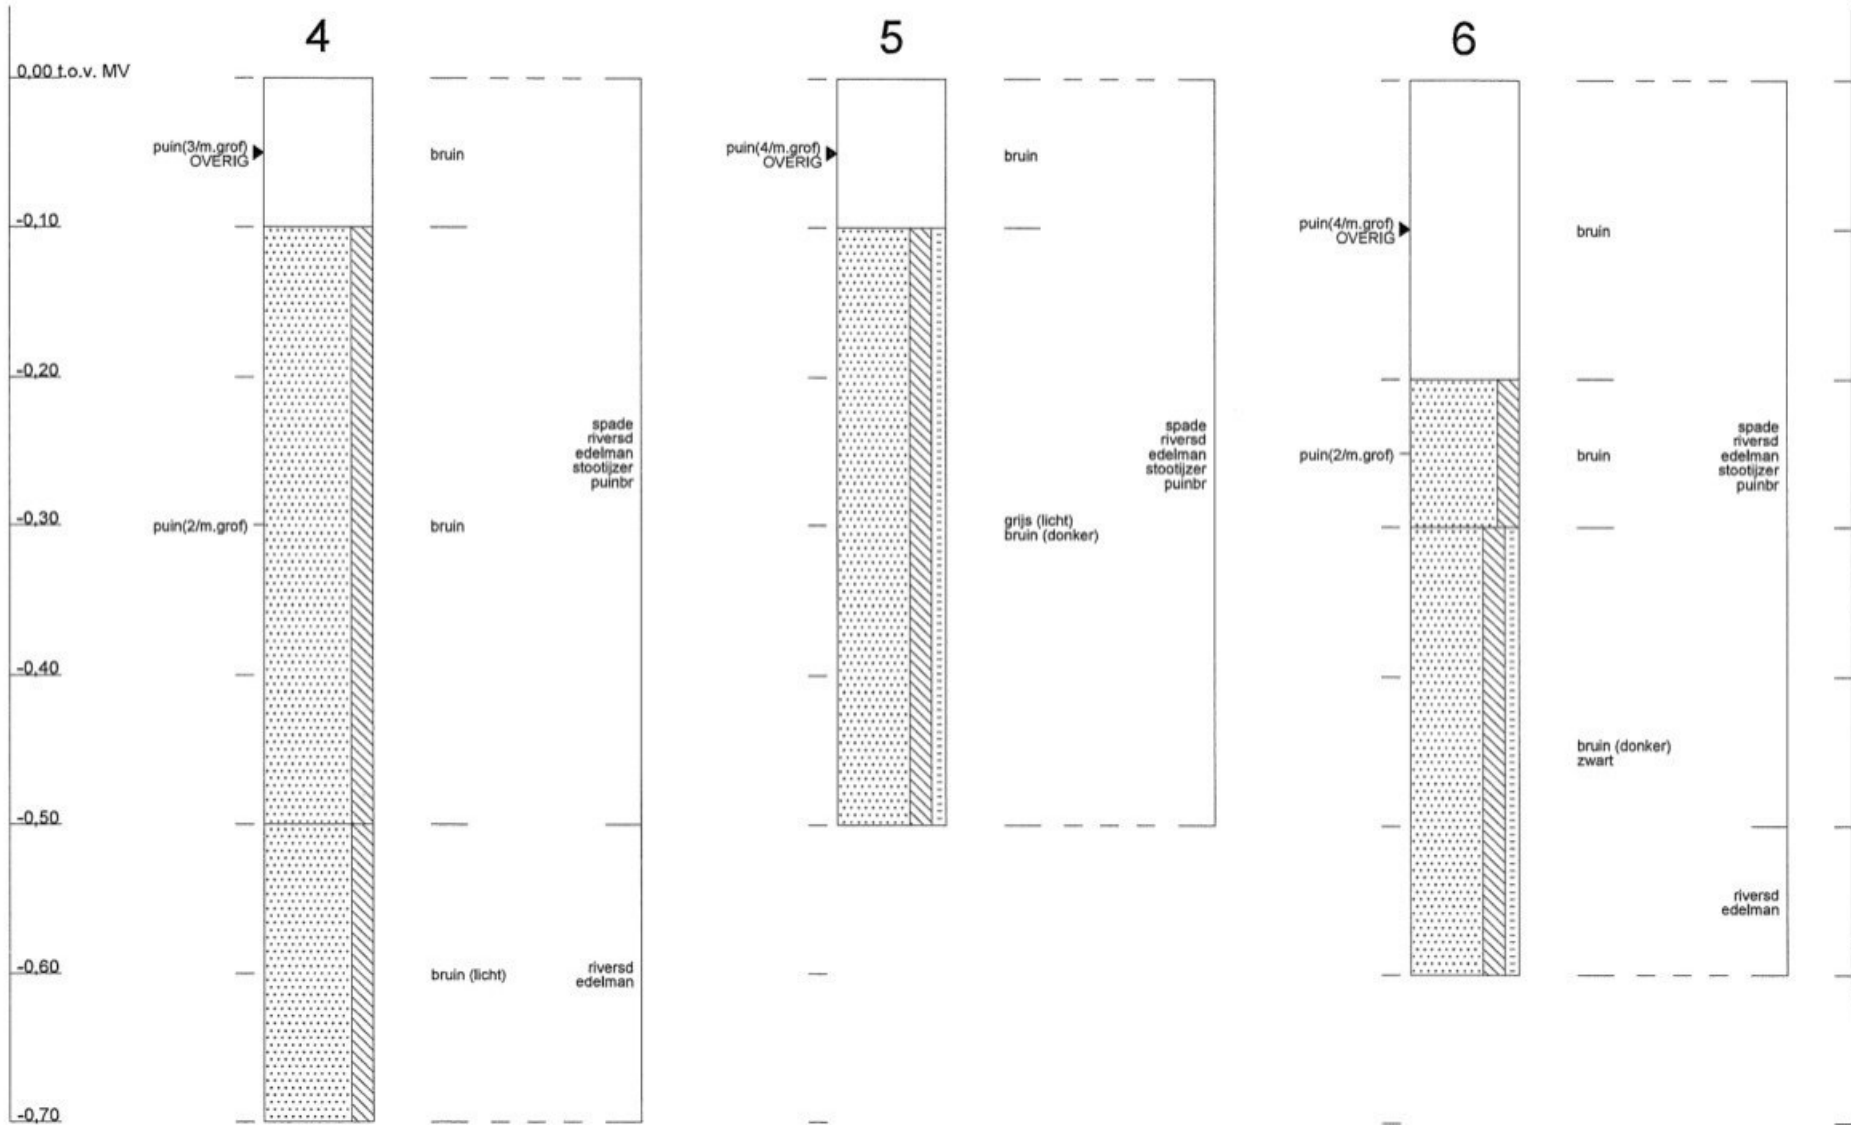 4
5
6
0,00 t.o.v. MV
puin(3/m.grof)
OVERIG
bruin
puin(4/m.grof)
OVERIG
bruin
-0,10
puin(4/m.grof)
OVERIG
bruin
-0,20
spade
riversd
edelman
stootijzer
puinbr
spade
riversd
edelman
stootijzer
puinbr
puin(2/m.grof)
bruin
spade
riversd
edelman
stootijzer
puinbr
-0,30
puin(2/m.grof)
bruin
grijs (licht)
bruin (donker)
-0,40
bruin (donker)
zwart
-0,50
riversd
edelman
-0,60
bruin (licht)
riversd
edelman
-0,70